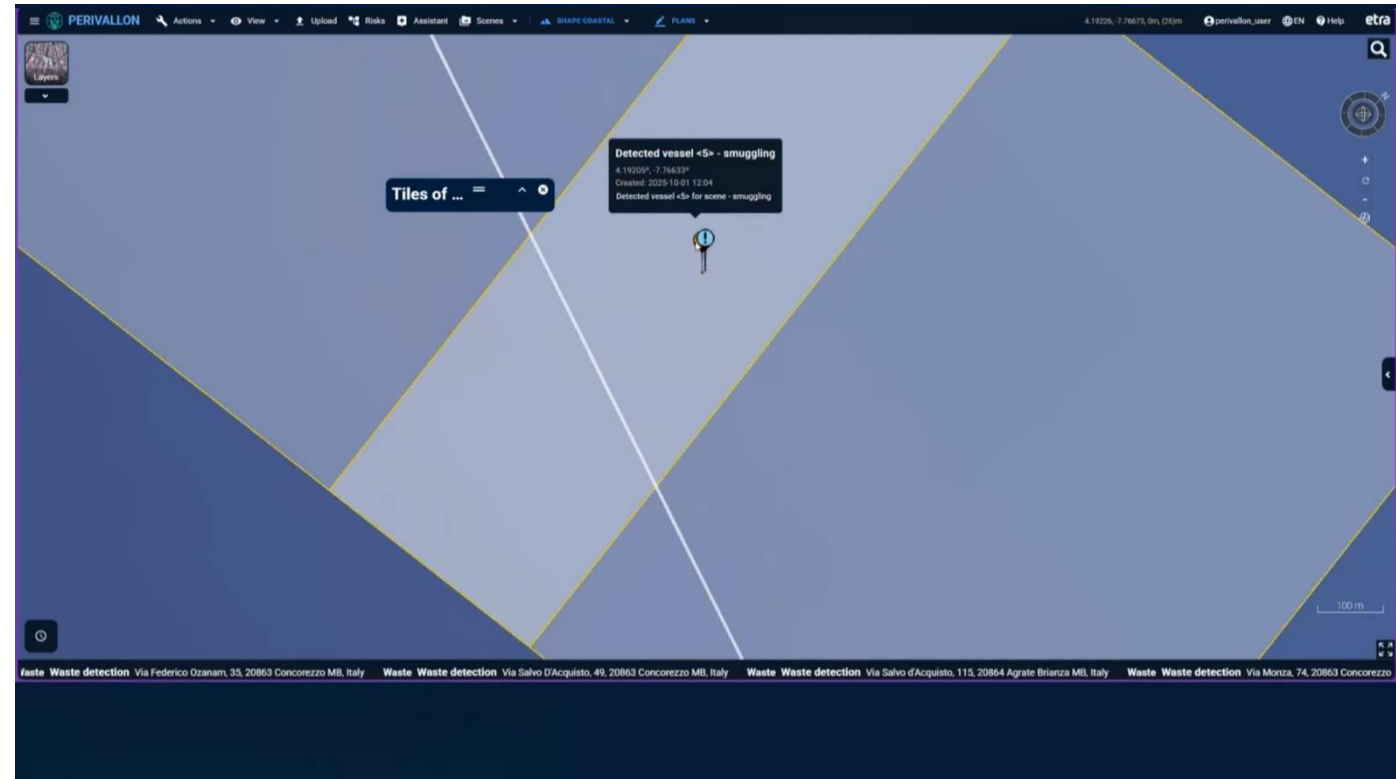 PERIVALLON Actions View Upload Risks Assistant Scenes SHAPE COASTAL PLANS 4.19226, -7.76673, 0m, (26)m perivallon_user EN Help etra
Layers
N
Detected vessel <5> - smuggling
4.19205°, -7.76633°
Created: 2025-10-01 12:04
Detected vessel <5> for scene - smuggling
Tiles of ...
100 m
Waste detection Via Federico Ozanam, 35, 20863 Concorezzo MB, Italy Waste Waste detection Via Salvo D'Acquisto, 49, 20863 Concorezzo MB, Italy Waste Waste detection Via Salvo d'Acquisto, 115, 20864 Agrate Brianza MB, Italy Waste Waste detection Via Monza, 74, 20863 Concorezzo